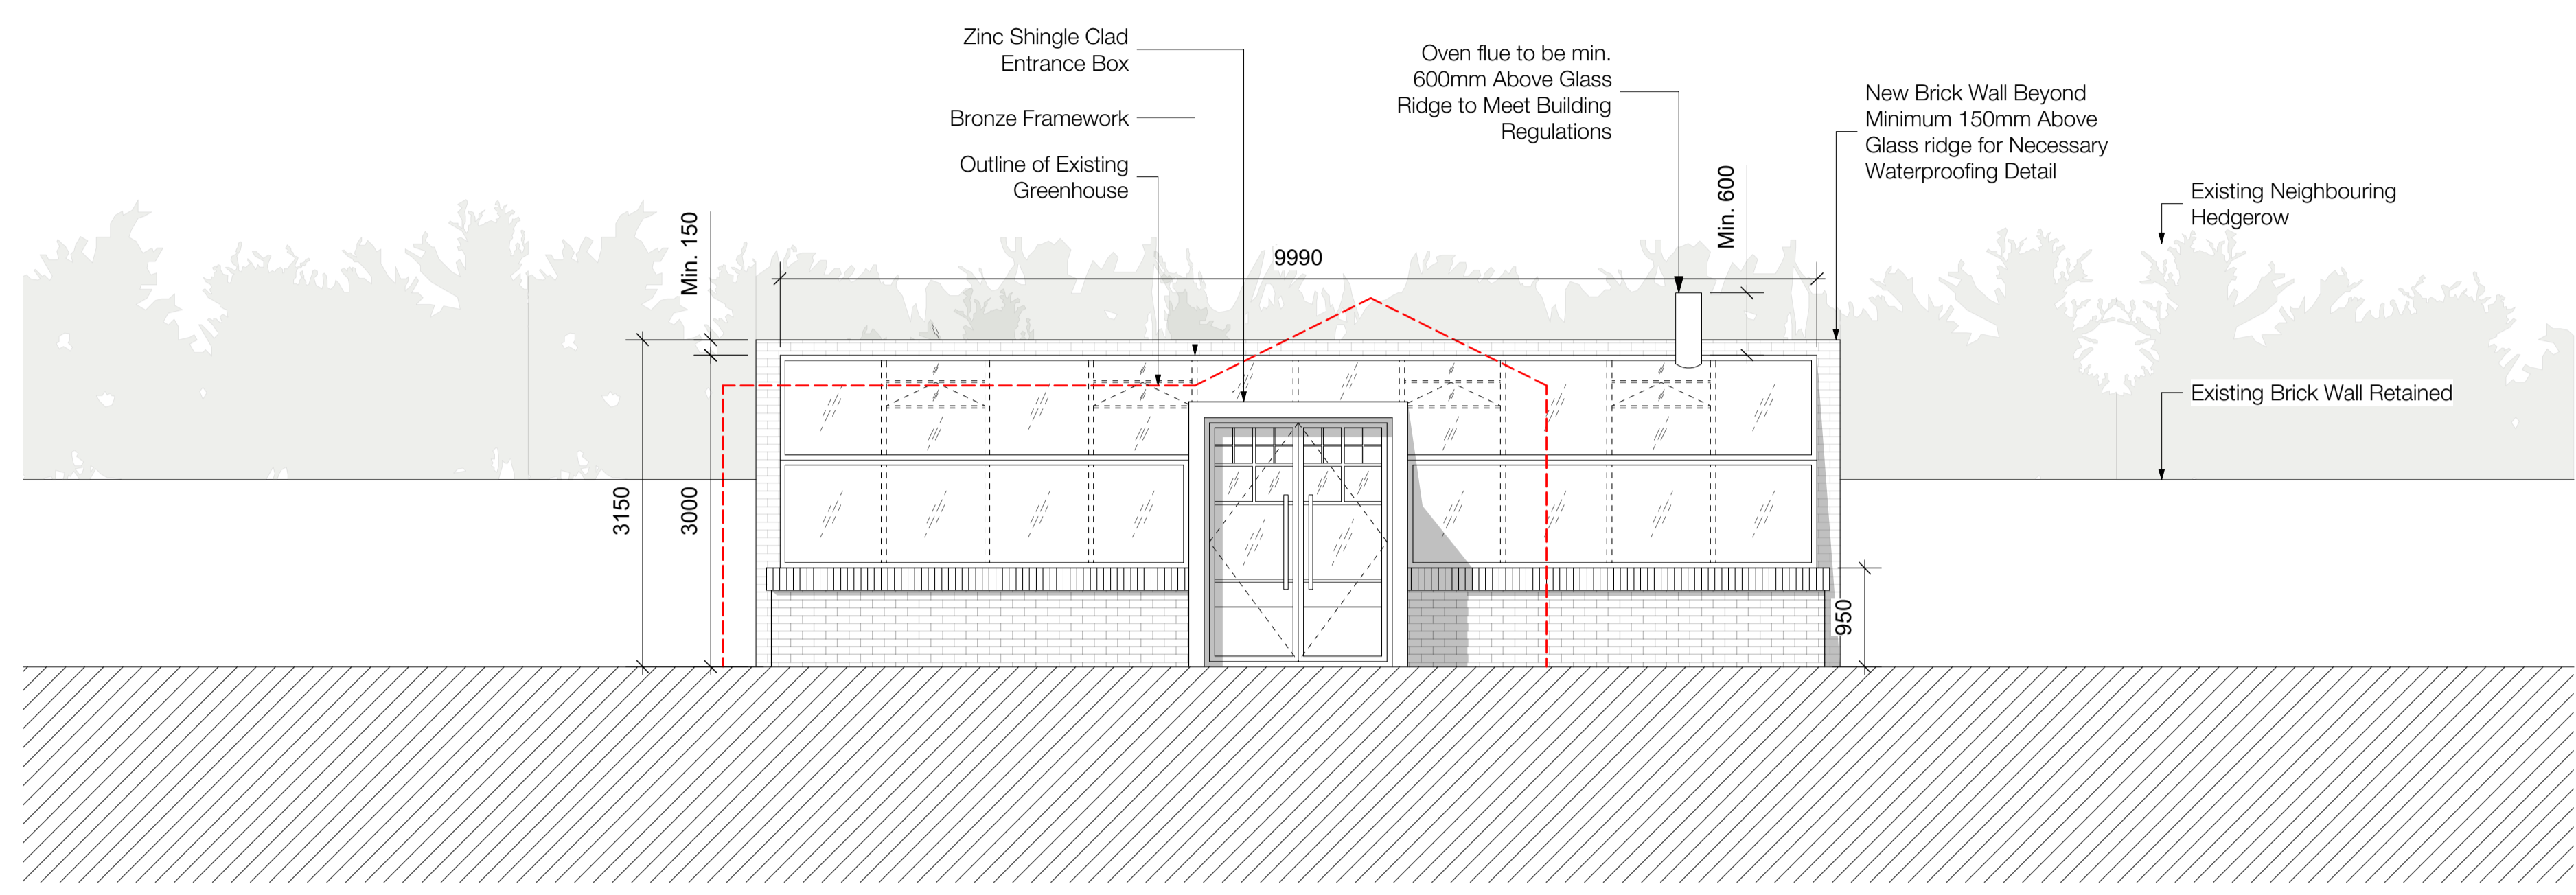 Zinc Shingle Clad
Entrance Box
Bronze Framework
Outline of Existing
Greenhouse
Oven flue to be min.
600mm Above Glass
Ridge to Meet Building
Regulations
New Brick Wall Beyond
Minimum 150mm Above
Glass ridge for Necessary
Waterproofing Detail
Existing Neighbouring
Hedgerow
Existing Brick Wall Retained
Min. 150
9990
Min. 600
3150
3000
950